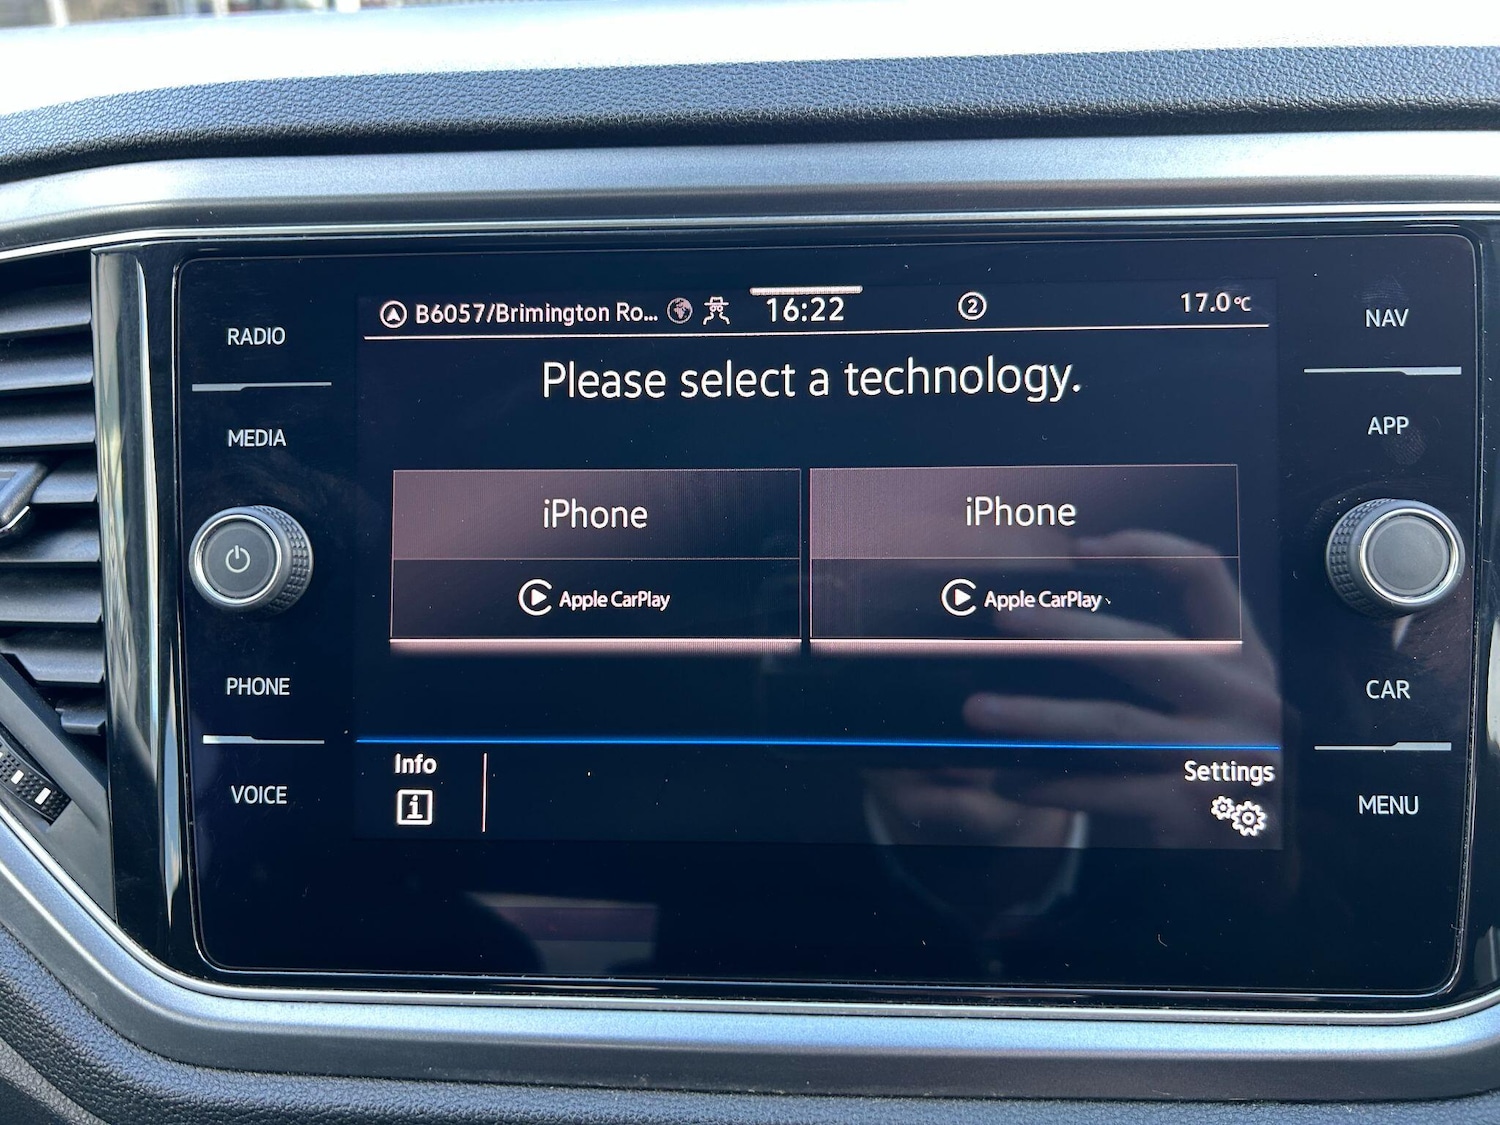 RADIO
MEDIA
PHONE
VOICE
B6057/Brimington Ro... 16:22 2 17.0°C
Please select a technology.
iPhone
Apple CarPlay
iPhone
Apple CarPlay
Info
i
Settings
NAV
APP
CAR
MENU